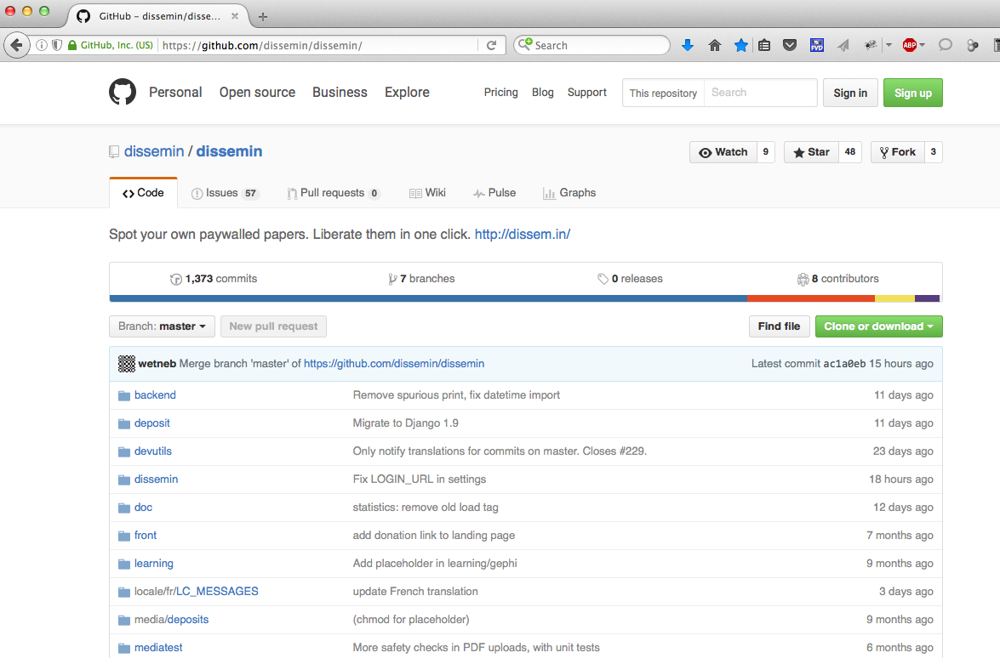 GitHub – dissemin/disse...
GitHub, Inc. (US) https://github.com/dissemin/dissemin/ Search FVD ABP
Personal Open source Business Explore Pricing Blog Support This repository Search Sign in Sign up
dissemin / dissemin Watch 9 Star 48 Fork 3
Code Issues 57 Pull requests 0 Wiki Pulse Graphs
Spot your own paywalled papers. Liberate them in one click. http://dissem.in/
1,373 commits 7 branches 0 releases 8 contributors
Branch: master New pull request Find file Clone or download
wetneb Merge branch 'master' of https://github.com/dissemin/dissemin Latest commit ac1a0eb 15 hours ago
backend Remove spurious print, fix datetime import 11 days ago
deposit Migrate to Django 1.9 11 days ago
devutils Only notify translations for commits on master. Closes #229. 23 days ago
dissemin Fix LOGIN_URL in settings 18 hours ago
doc statistics: remove old load tag 12 days ago
front add donation link to landing page 7 months ago
learning Add placeholder in learning/gephi 9 months ago
locale/fr/LC_MESSAGES update French translation 3 days ago
media/deposits (chmod for placeholder) 9 months ago
mediatest More safety checks in PDF uploads, with unit tests 6 months ago